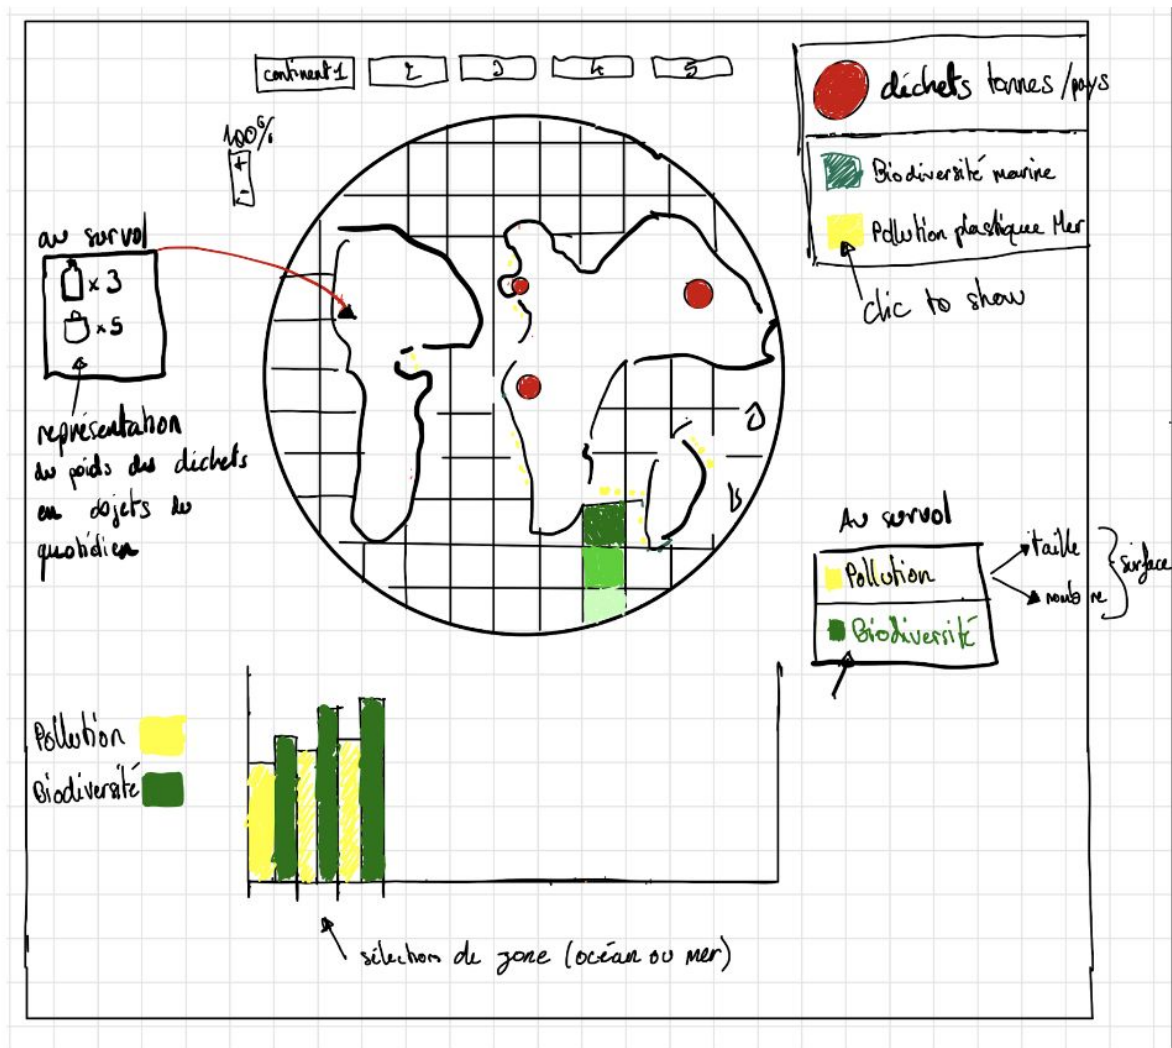 continent 1
2
3
4
5
100%
+
-
déchets tonnes /pays
Biodiversité marine
Pollution plastique Mer
clic to show
au survol
x 3
x 5
représentation
du poids des déchets
en objets du
quotidien
Au survol
Pollution
Biodiversité
taille
nombre
surface
Pollution
Biodiversité
sélection de zone (océan ou mer)